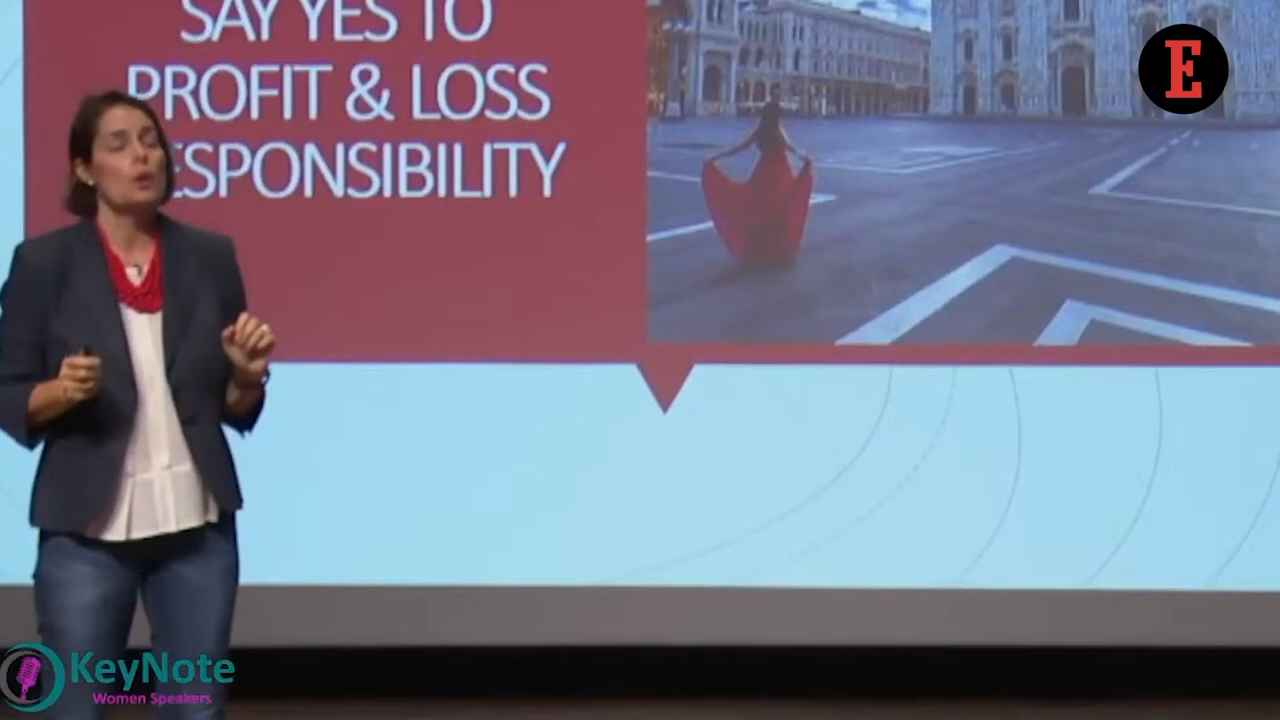 SAY YES TO
PROFIT & LOSS
ESPONSIBILITY
E
KeyNote
Women Speakers